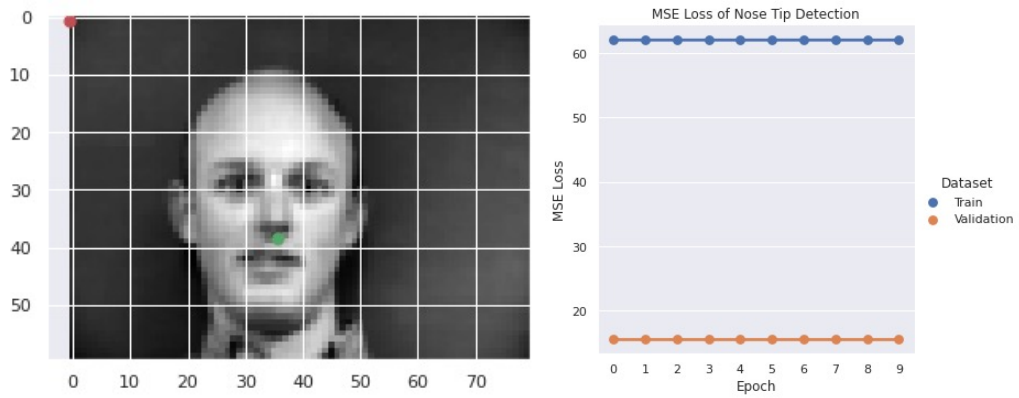 0
10
20
30
40
50
0 10 20 30 40 50 60 70
MSE Loss of Nose Tip Detection
MSE Loss
60
50
40
30
20
0 1 2 3 4 5 6 7 8 9
Epoch
Dataset
Train
Validation